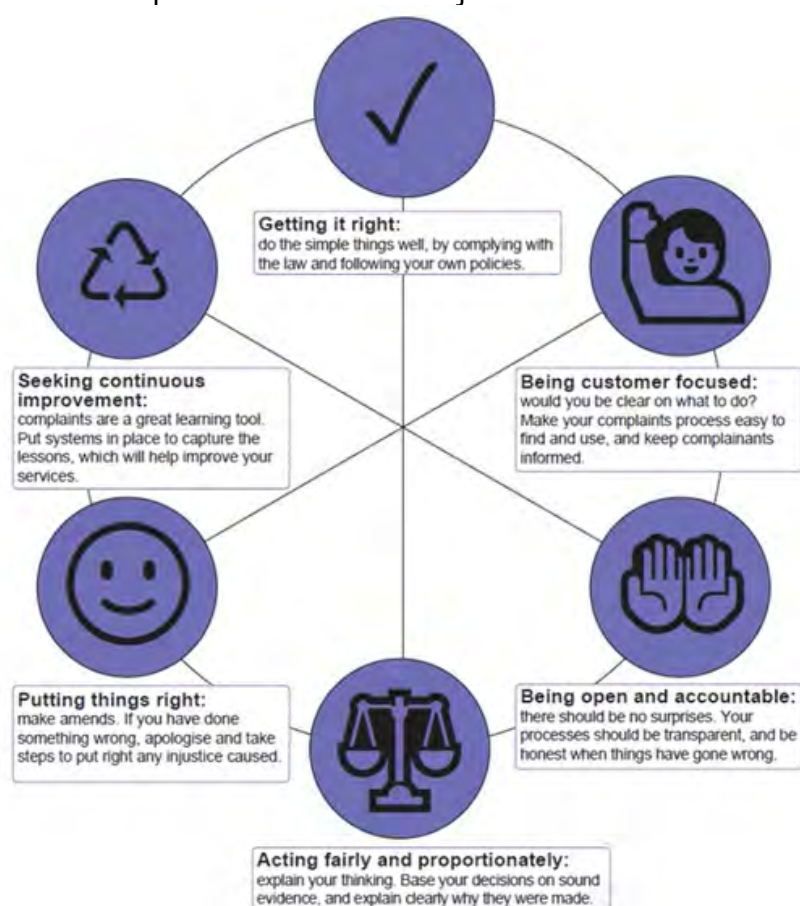 Getting it right:
do the simple things well, by complying with
the law and following your own policies.
Being customer focused:
would you be clear on what to do?
Make your complaints process easy to
find and use, and keep complainants
informed.
Being open and accountable:
there should be no surprises. Your
processes should be transparent, and be
honest when things have gone wrong.
Acting fairly and proportionately:
explain your thinking. Base your decisions on sound
evidence, and explain clearly why they were made.
Putting things right:
make amends. If you have done
something wrong, apologise and take
steps to put right any injustice caused.
Seeking continuous
improvement:
complaints are a great learning tool.
Put systems in place to capture the
lessons, which will help improve your
services.